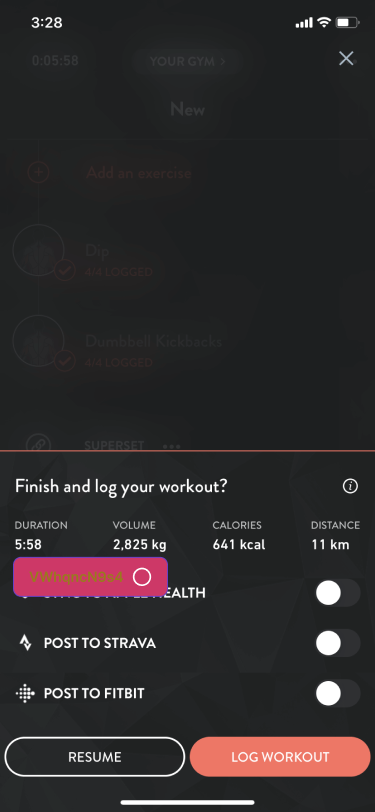 3:28
0:05:58
YOUR GYM
New
Add an exercise
Dip
4/4 LOGGED
Dumbbell Kickbacks
4/4 LOGGED
SUPERSET
Finish and log your workout?
DURATION VOLUME CALORIES DISTANCE
5:58 2,825 kg 641 kcal 11 km
VWhqncN9s4
HEALTH
POST TO STRAVA
POST TO FITBIT
RESUME LOG WORKOUT